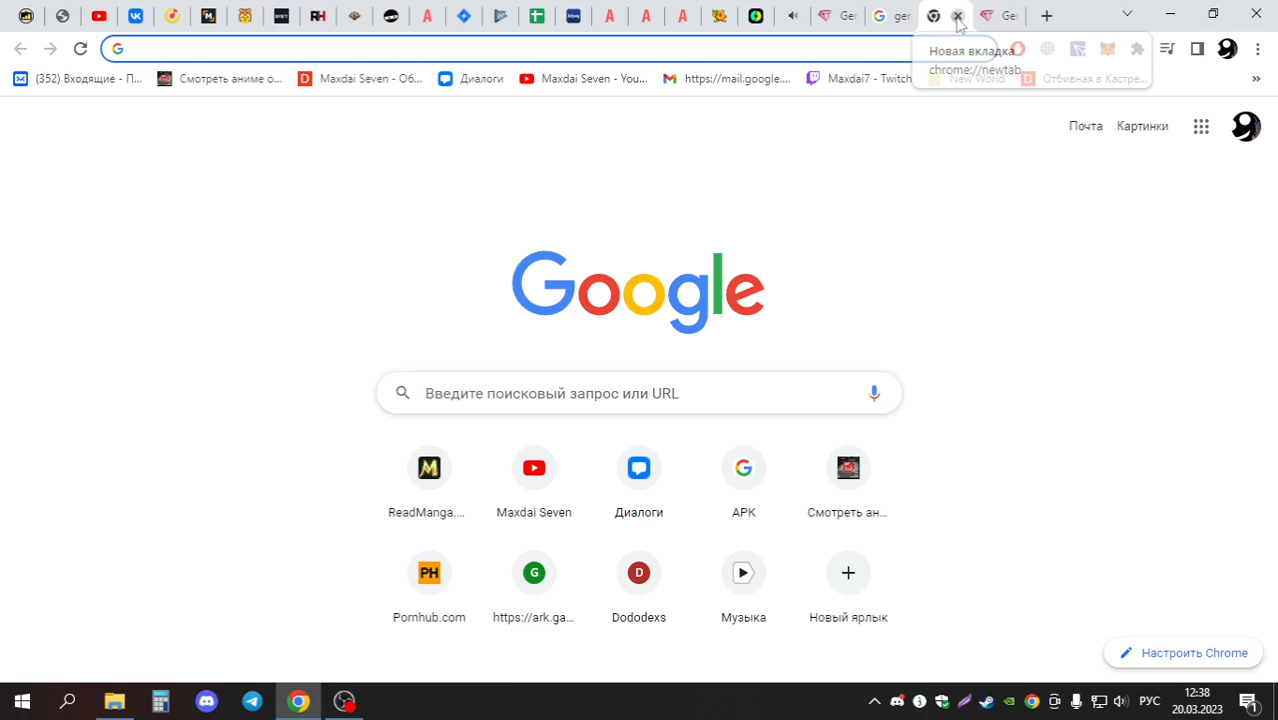 Ger
ger
Ge
Новая вкладка
chrome://newtab
(352) Входящие - П...
Смотреть аниме о...
Maxdai Seven - Об...
Диалоги
Maxdai Seven - You...
https://mail.google....
Maxdai7 - Twitch
New World
Отбивная в Кастре...
»
Почта
Картинки
Google
Введите поисковый запрос или URL
ReadManga....
Maxdai Seven
Диалоги
АРК
Смотреть ан...
PH
G
D
Pornhub.com
https://ark.ga...
Dododexs
Музыка
Новый ярлык
Настроить Chrome
РУС
12:38
20.03.2023
1